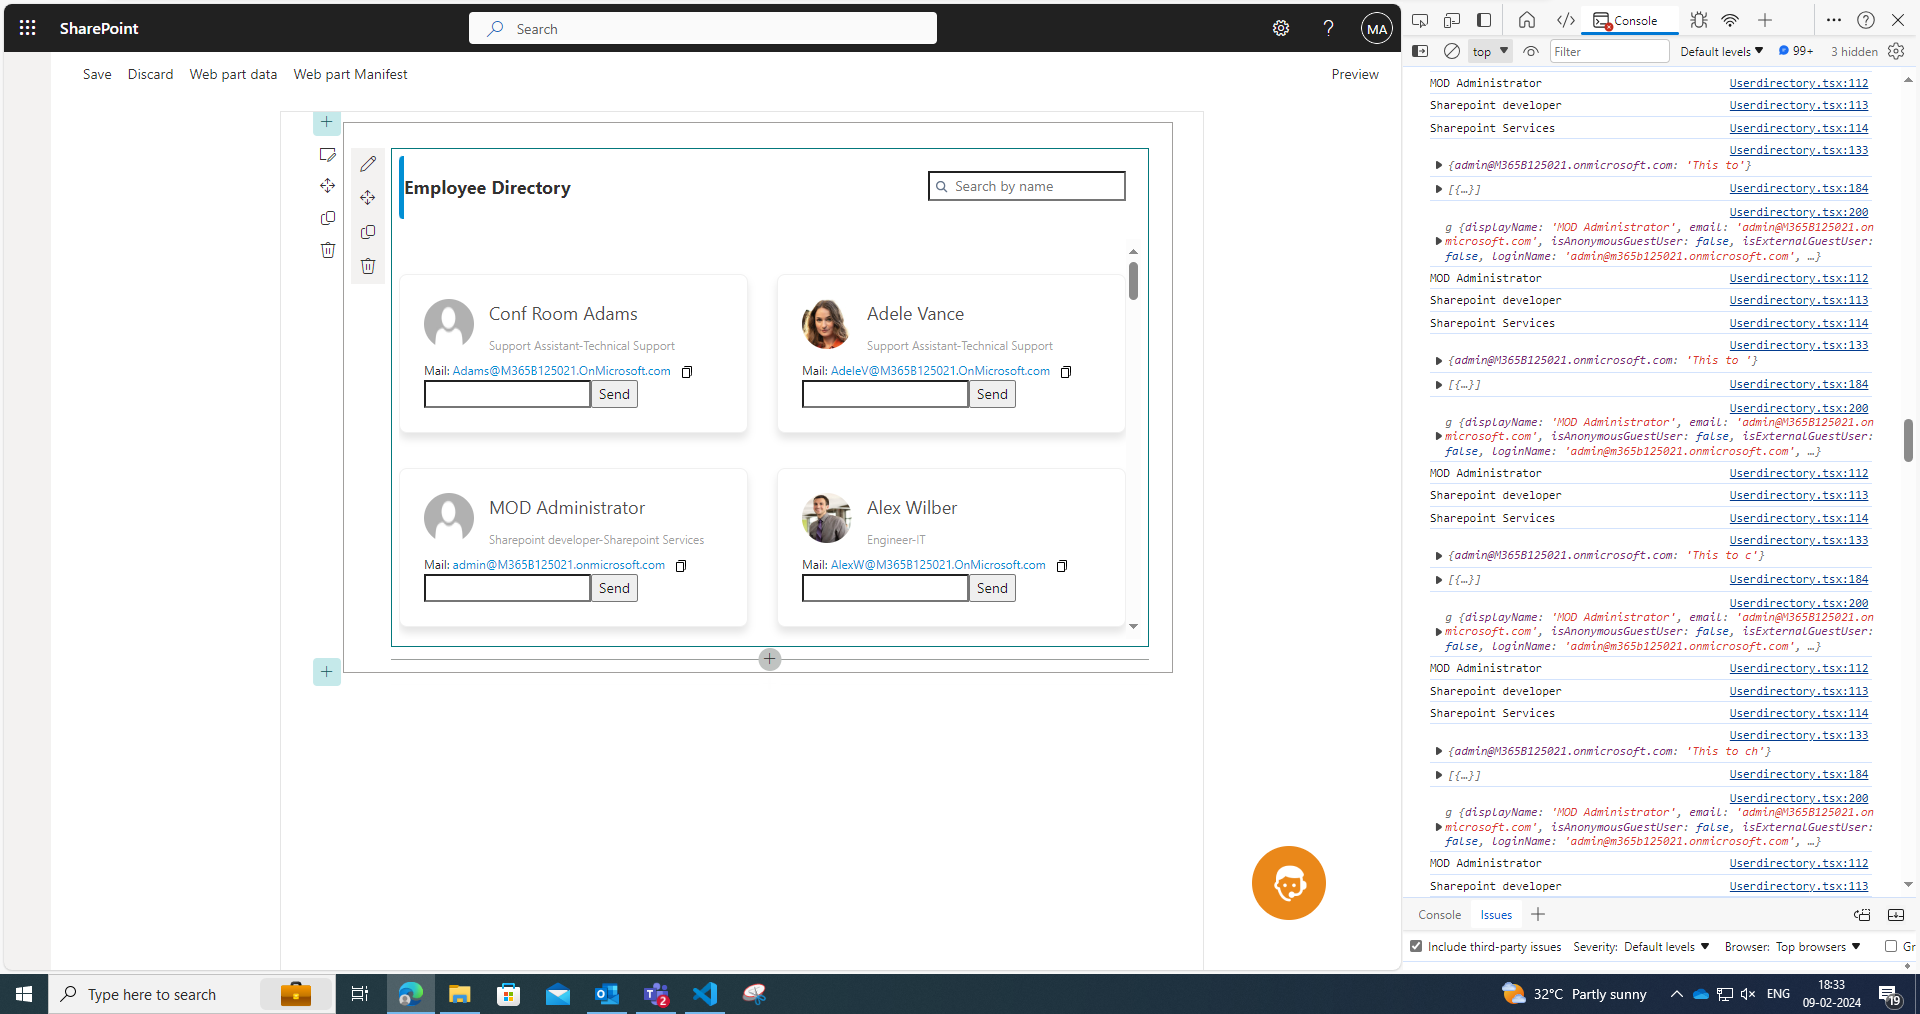 SharePoint
Search
MA
Save Discard Web part data Web part Manifest Preview
Employee Directory
Search by name
Conf Room Adams
Support Assistant-Technical Support
Mail: Adams@M365B125021.OnMicrosoft.com
Send
Adele Vance
Support Assistant-Technical Support
Mail: AdeleV@M365B125021.OnMicrosoft.com
Send
MOD Administrator
Sharepoint developer-Sharepoint Services
Mail: admin@M365B125021.onmicrosoft.com
Send
Alex Wilber
Engineer-IT
Mail: AlexW@M365B125021.OnMicrosoft.com
Send
Console
top Filter Default levels 99+ 3 hidden
MOD Administrator Userdirectory.tsx:112
Sharepoint developer Userdirectory.tsx:113
Sharepoint Services Userdirectory.tsx:114
Userdirectory.tsx:133
{admin@M365B125021.onmicrosoft.com: 'This to'}
[{…}] Userdirectory.tsx:184
Userdirectory.tsx:200
g {displayName: 'MOD Administrator', email: 'admin@M365B125021.on
microsoft.com', isAnonymousGuestUser: false, isExternalGuestUser:
false, loginName: 'admin@m365b125021.onmicrosoft.com', …}
MOD Administrator Userdirectory.tsx:112
Sharepoint developer Userdirectory.tsx:113
Sharepoint Services Userdirectory.tsx:114
Userdirectory.tsx:133
{admin@M365B125021.onmicrosoft.com: 'This to '}
[{…}] Userdirectory.tsx:184
Userdirectory.tsx:200
g {displayName: 'MOD Administrator', email: 'admin@M365B125021.on
microsoft.com', isAnonymousGuestUser: false, isExternalGuestUser:
false, loginName: 'admin@m365b125021.onmicrosoft.com', …}
MOD Administrator Userdirectory.tsx:112
Sharepoint developer Userdirectory.tsx:113
Sharepoint Services Userdirectory.tsx:114
Userdirectory.tsx:133
{admin@M365B125021.onmicrosoft.com: 'This to c'}
[{…}] Userdirectory.tsx:184
Userdirectory.tsx:200
g {displayName: 'MOD Administrator', email: 'admin@M365B125021.on
microsoft.com', isAnonymousGuestUser: false, isExternalGuestUser:
false, loginName: 'admin@m365b125021.onmicrosoft.com', …}
MOD Administrator Userdirectory.tsx:112
Sharepoint developer Userdirectory.tsx:113
Sharepoint Services Userdirectory.tsx:114
Userdirectory.tsx:133
{admin@M365B125021.onmicrosoft.com: 'This to ch'}
[{…}] Userdirectory.tsx:184
Userdirectory.tsx:200
g {displayName: 'MOD Administrator', email: 'admin@M365B125021.on
microsoft.com', isAnonymousGuestUser: false, isExternalGuestUser:
false, loginName: 'admin@m365b125021.onmicrosoft.com', …}
MOD Administrator Userdirectory.tsx:112
Sharepoint developer Userdirectory.tsx:113
Console Issues
Include third-party issues Severity: Default levels Browser: Top browsers Gr
Type here to search
2
32°C Partly sunny
ENG
18:33
09-02-2024
19